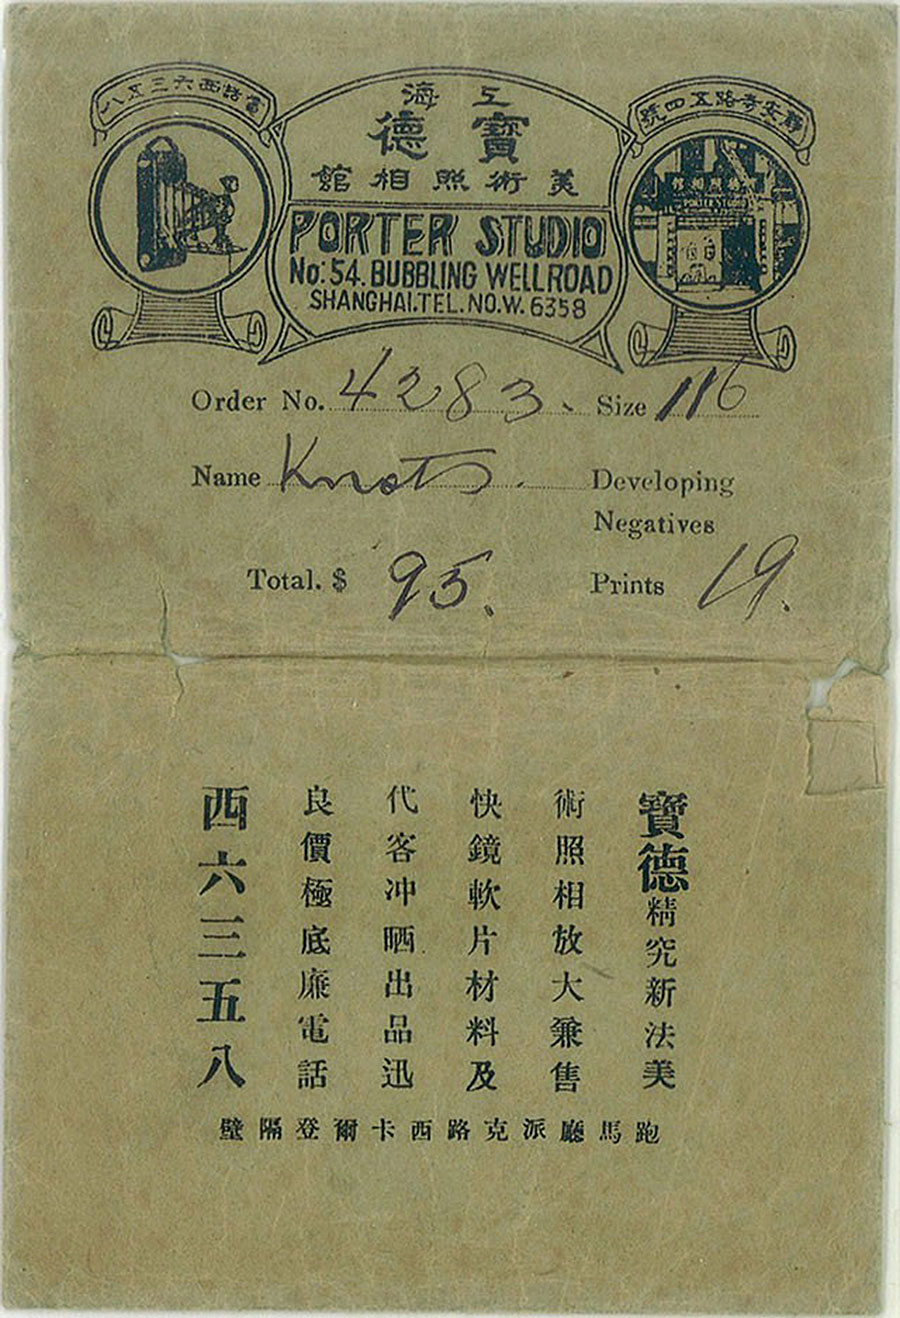 電話西六三五八
上海
寶德
美術照相館
靜安寺路五四號
PORTER STUDIO
PORTER STUDIO
No: 54. BUBBLING WELL ROAD
SHANGHAI. TEL. NO. W. 6358
Order No. 4283. Size 116
Name Knots. Developing
Negatives
Total. $ 95. Prints 19.
寶德精究新法美
術照相放大兼售
快鏡軟片材料及
代客冲晒出品迅
良價極底廉電話
西六三五八
跑馬廳派克路西卡爾登隔壁